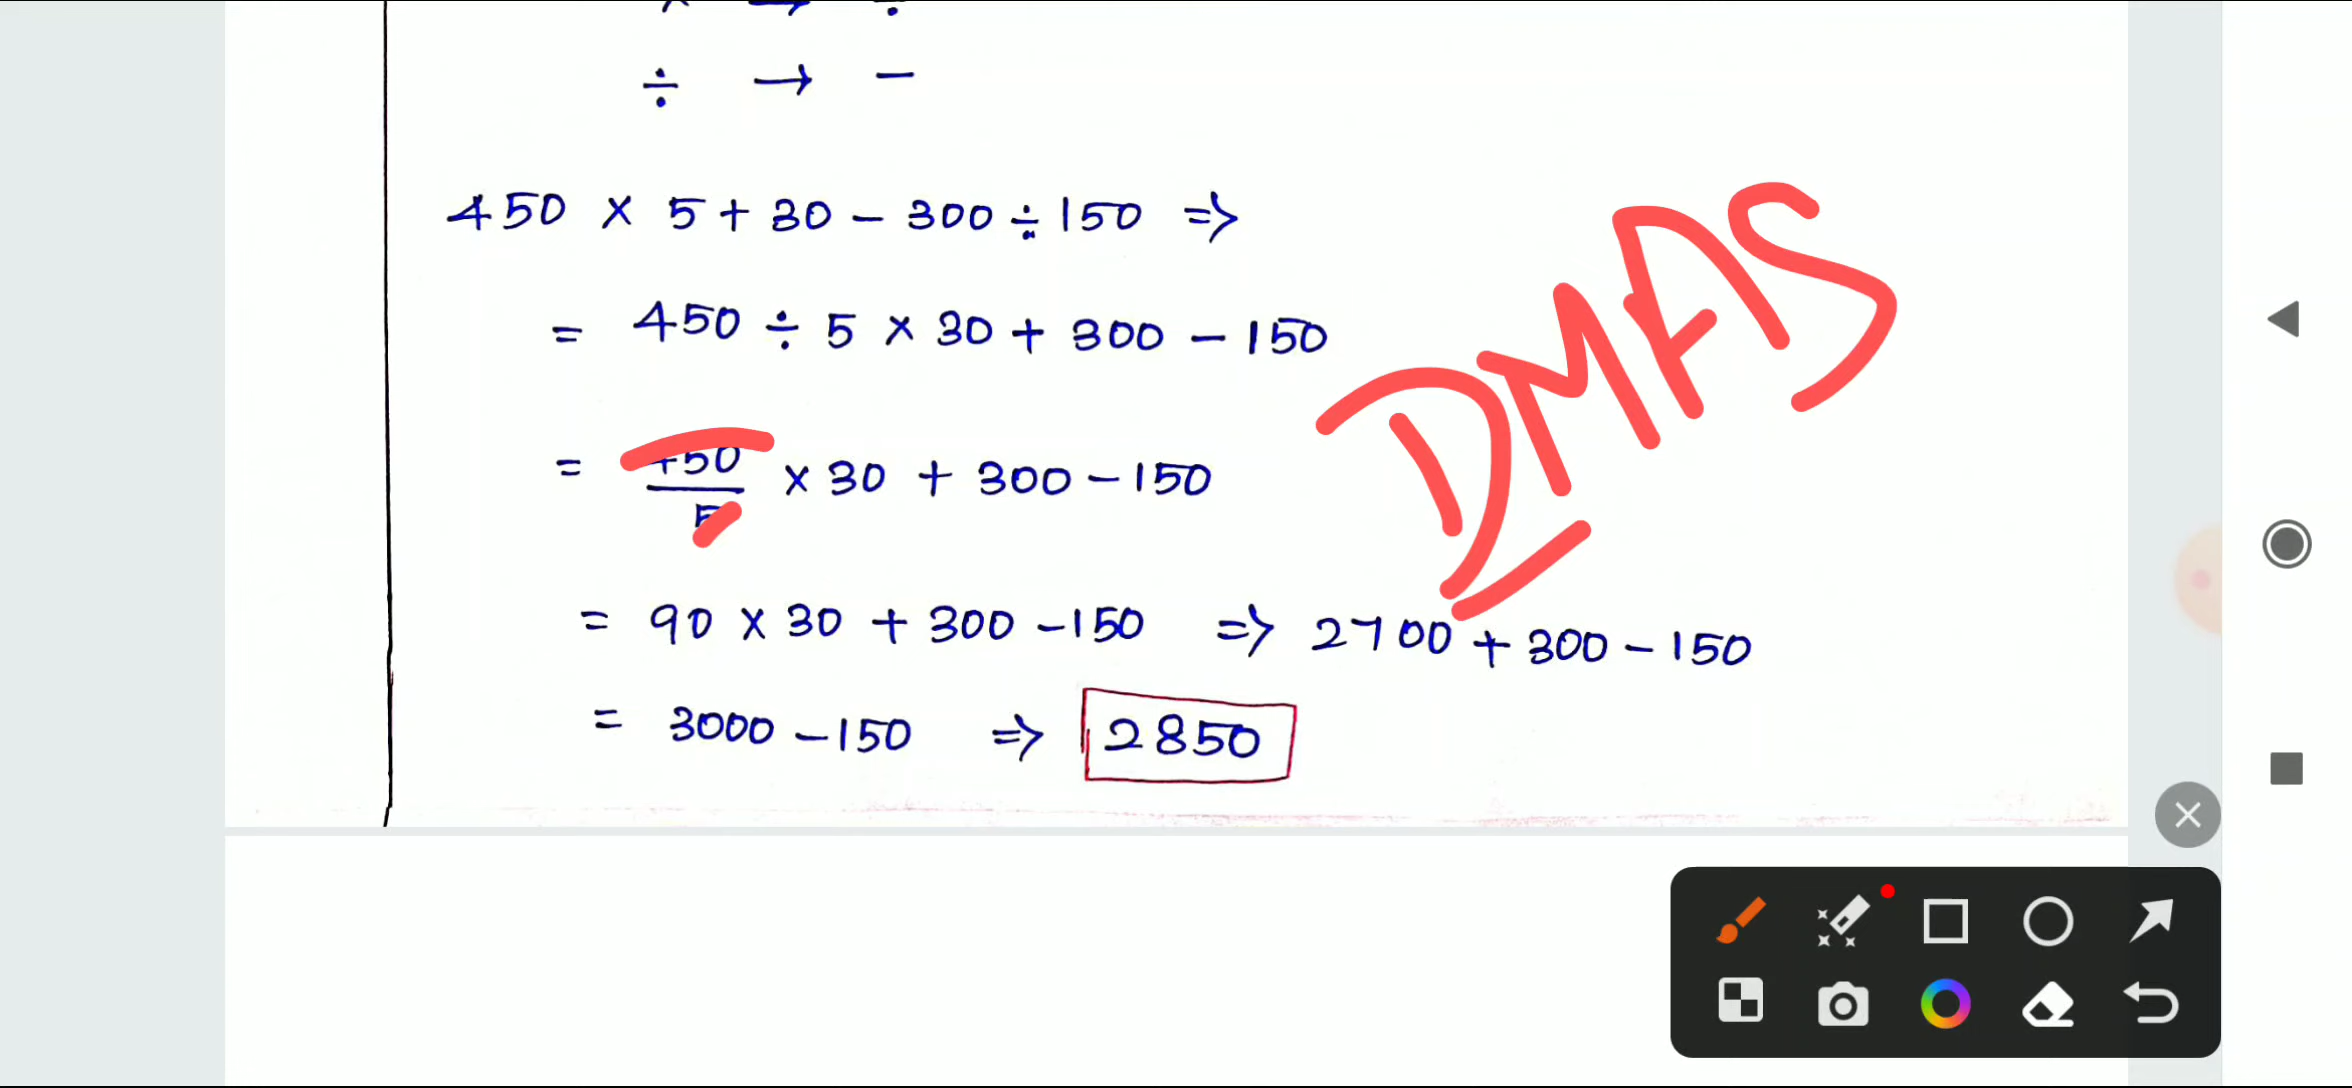 ÷ → −
450 × 5 + 30 − 300 ÷ 150 ⇒
= 450 ÷ 5 × 30 + 300 − 150
= 450/5 × 30 + 300 − 150
DMAS
= 90 × 30 + 300 − 150 ⇒ 2700 + 300 − 150
= 3000 − 150 ⇒ 2850